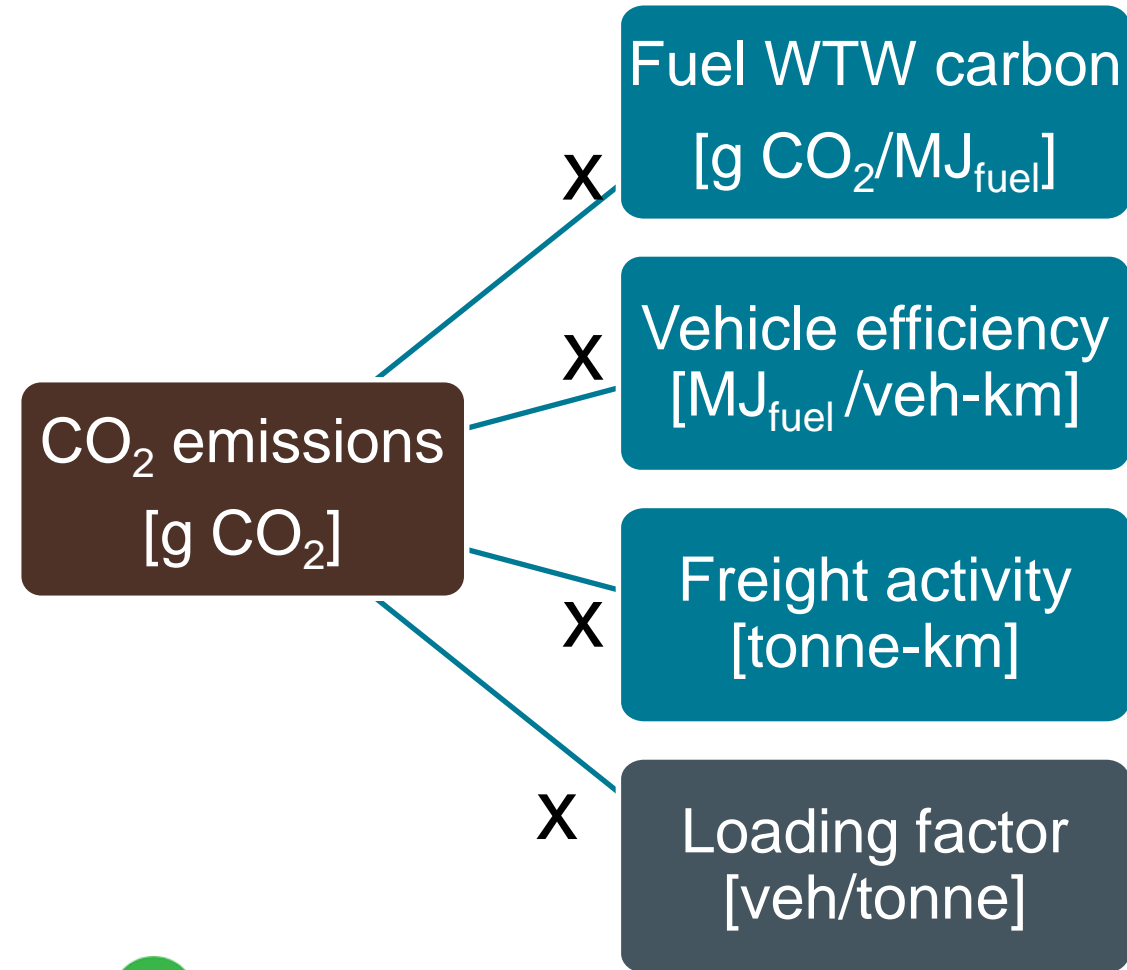 Fuel WTW carbon
[g CO₂/MJfuel]
X
Vehicle efficiency
[MJfuel /veh-km]
X
CO₂ emissions
[g CO₂]
Freight activity
[tonne-km]
X
Loading factor
[veh/tonne]
X